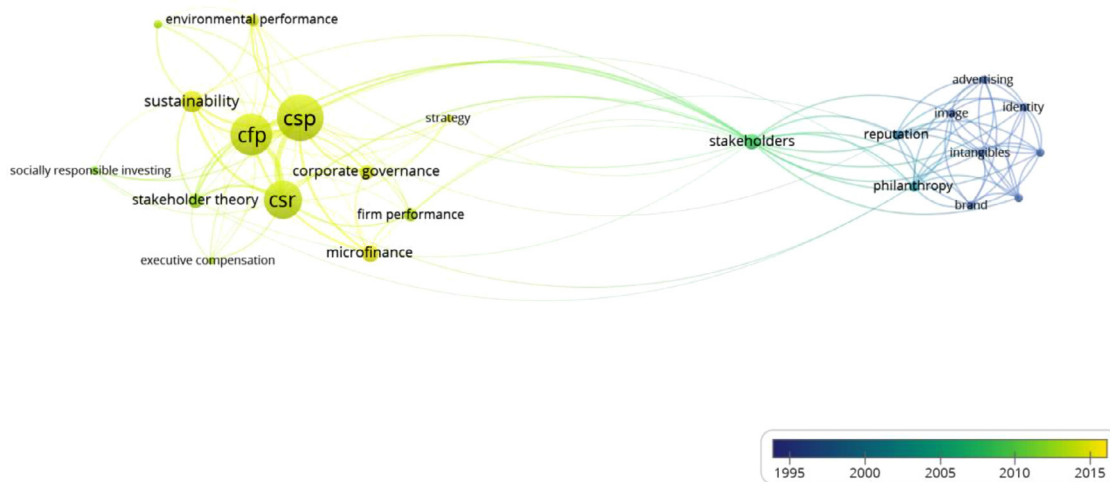 environmental performance
sustainability
csp
cfp
strategy
socially responsible investing
corporate governance
stakeholder theory
csr
firm performance
executive compensation
microfinance
stakeholders
advertising
image
identity
reputation
intangibles
philanthropy
brand
1995 2000 2005 2010 2015